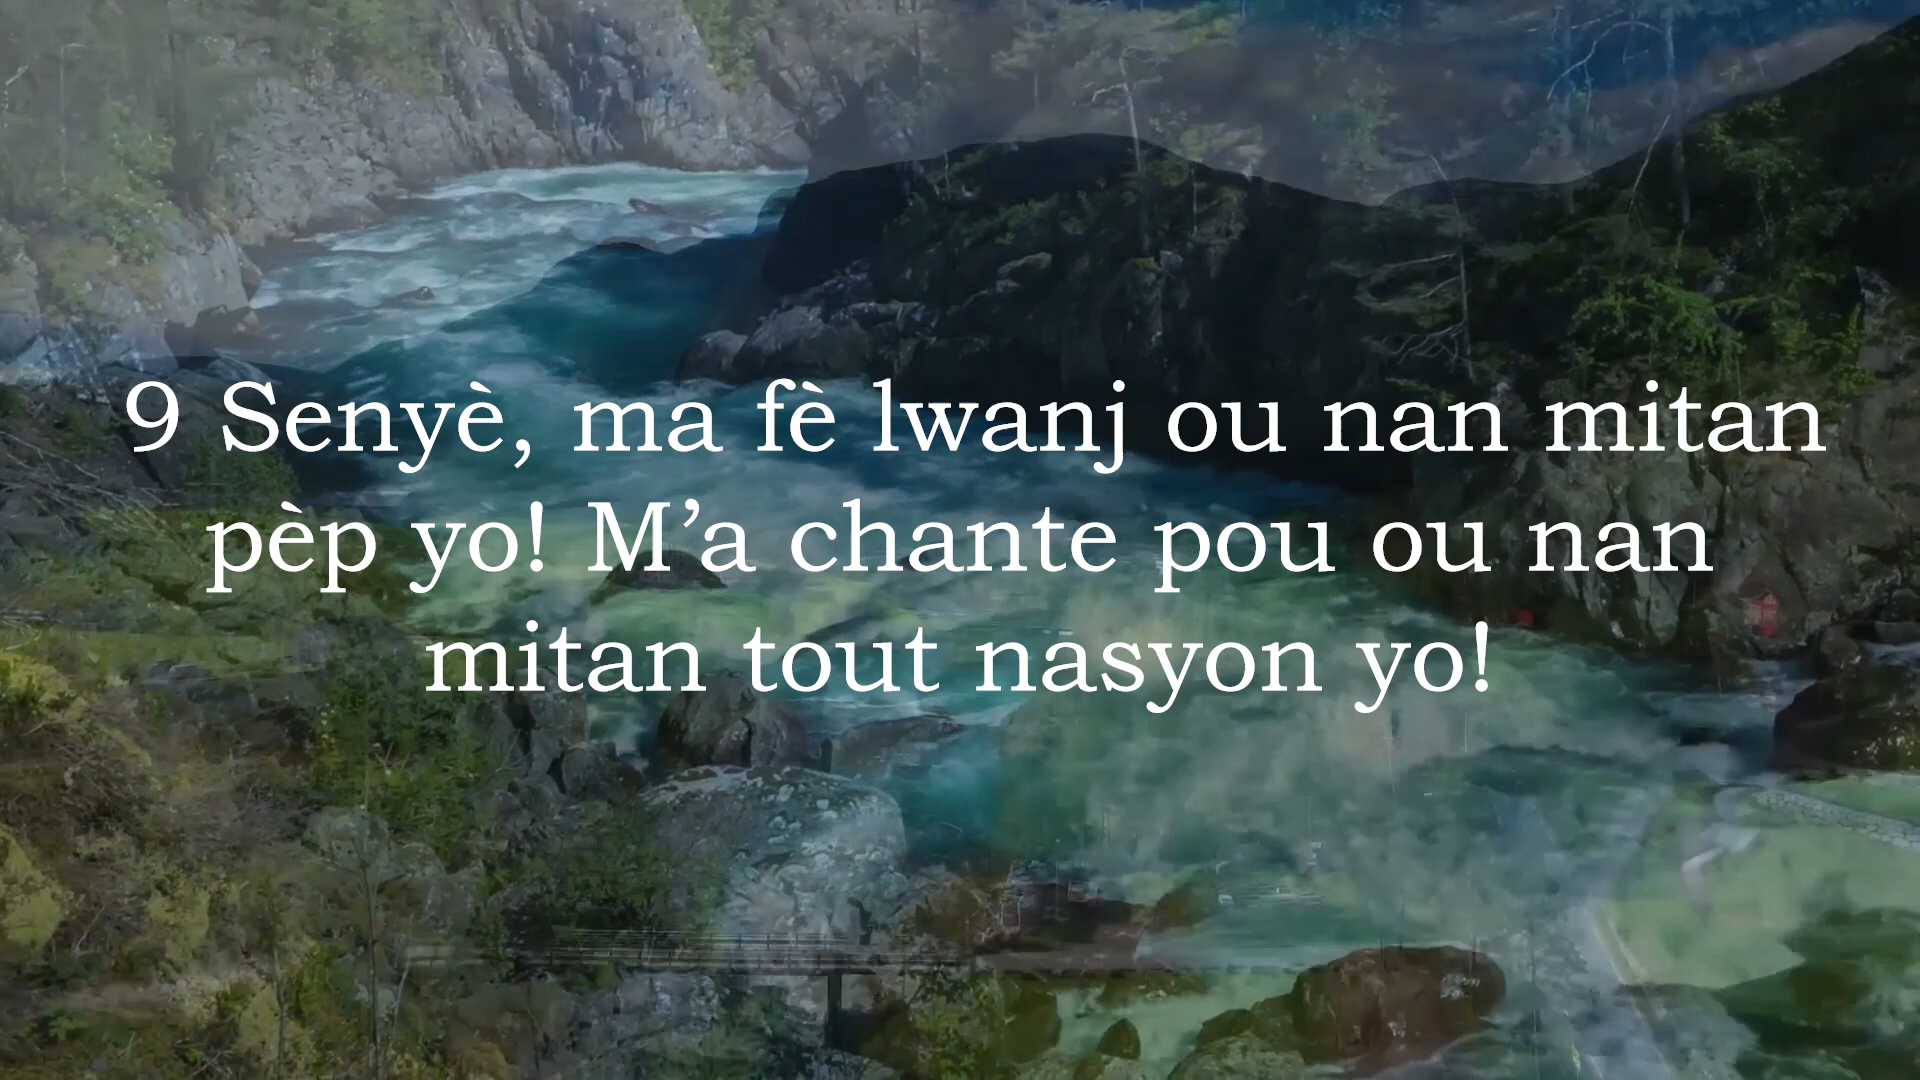 9 Senyè, ma fè lwanj ou nan mitan
pèp yo! M’a chante pou ou nan
mitan tout nasyon yo!